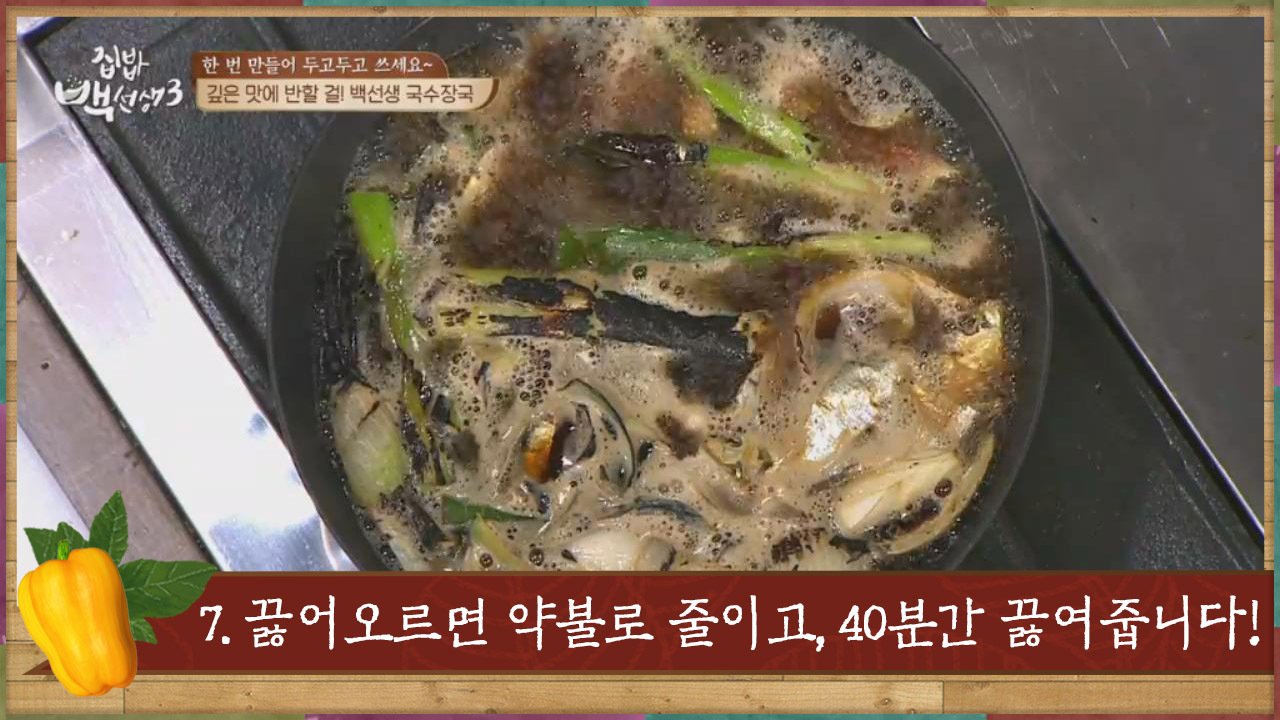 집밥
백선생3
한 번 만들어 두고두고 쓰세요~
깊은 맛에 반할 걸! 백선생 국수장국
7. 끓어오르면 약불로 줄이고, 40분간 끓여줍니다!